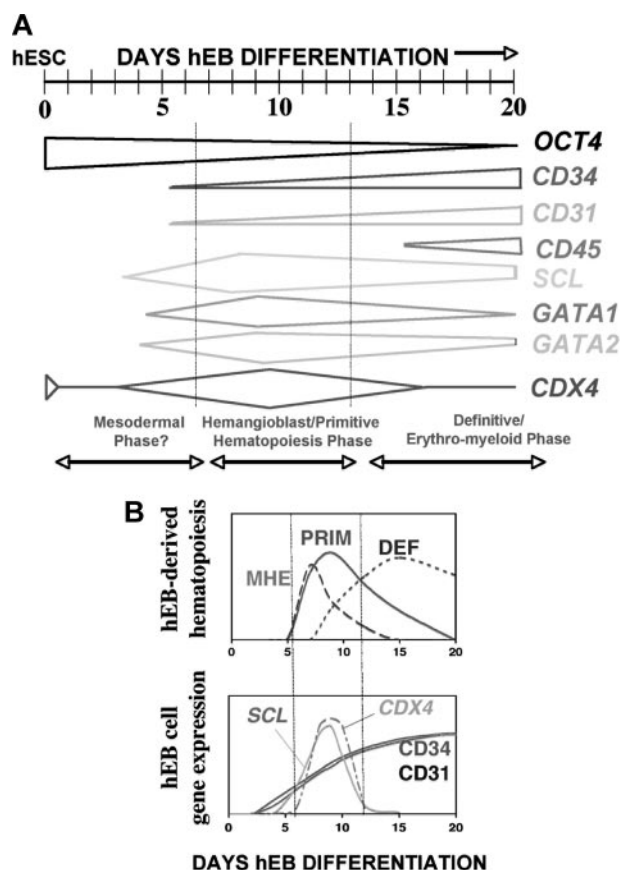 A
hESC DAYS hEB DIFFERENTIATION
0 5 10 15 20
OCT4
CD34
CD31
CD45
SCL
GATA1
GATA2
CDX4
Mesodermal
Phase?
Hemangioblast/Primitive
Hematopoiesis Phase
Definitive/
Erythro-myeloid Phase
B
hEB-derived
hematopoiesis
MHE
PRIM
DEF
0 5 10 15 20
hEB cell
gene expression
SCL
CDX4
CD34
CD31
0 5 10 15 20
DAYS hEB DIFFERENTIATION